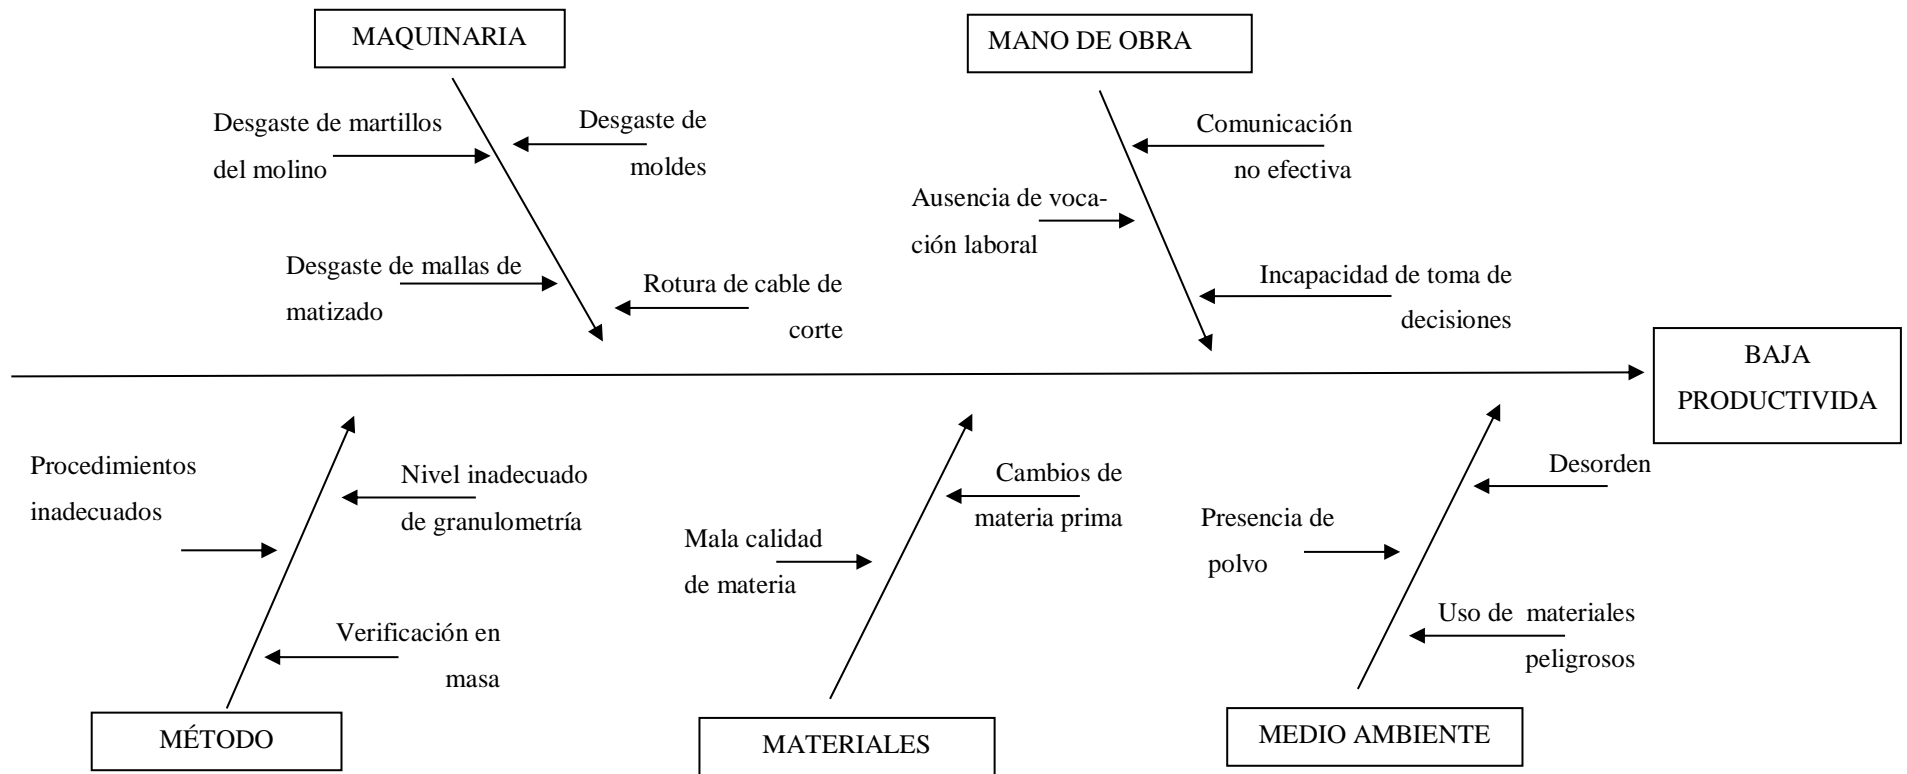 MAQUINARIA
MANO DE OBRA
Desgaste de martillos
del molino
Desgaste de
moldes
Desgaste de mallas de
matizado
Rotura de cable de
corte
Comunicación
no efectiva
Ausencia de voca-
ción laboral
Incapacidad de toma de
decisiones
BAJA
PRODUCTIVIDA
Procedimientos
inadecuados
Nivel inadecuado
de granulometría
Verificación en
masa
MÉTODO
Cambios de
materia prima
Mala calidad
de materia
MATERIALES
Desorden
Presencia de
polvo
Uso de  materiales
peligrosos
MEDIO AMBIENTE